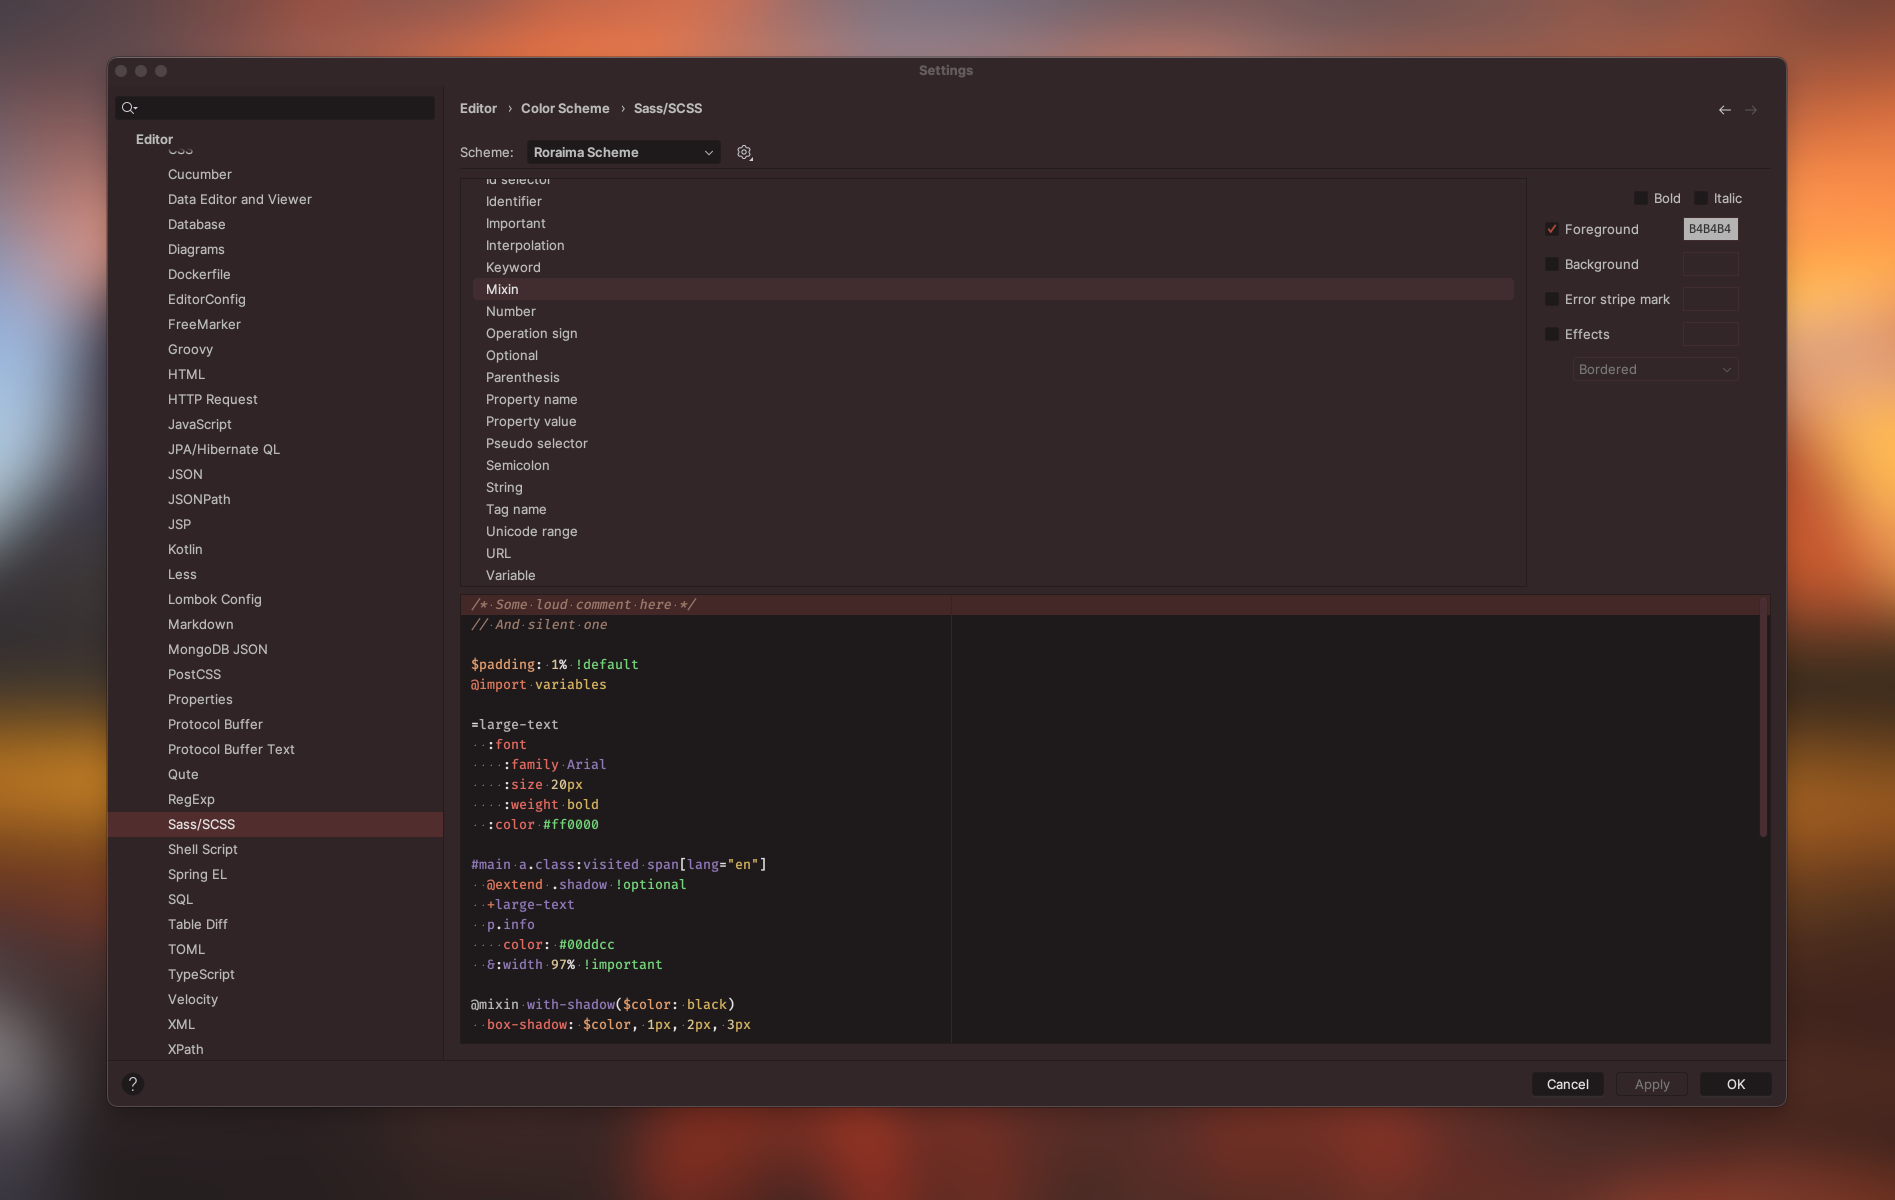 Settings
Editor
CSS
Cucumber
Data Editor and Viewer
Database
Diagrams
Dockerfile
EditorConfig
FreeMarker
Groovy
HTML
HTTP Request
JavaScript
JPA/Hibernate QL
JSON
JSONPath
JSP
Kotlin
Less
Lombok Config
Markdown
MongoDB JSON
PostCSS
Properties
Protocol Buffer
Protocol Buffer Text
Qute
RegExp
Sass/SCSS
Shell Script
Spring EL
SQL
Table Diff
TOML
TypeScript
Velocity
XML
XPath
Editor › Color Scheme › Sass/SCSS
Scheme: Roraima Scheme
Id selector
Identifier
Important
Interpolation
Keyword
Mixin
Number
Operation sign
Optional
Parenthesis
Property name
Property value
Pseudo selector
Semicolon
String
Tag name
Unicode range
URL
Variable
Bold Italic
Foreground B4B4B4
Background
Error stripe mark
Effects
Bordered
/* Some loud comment here */
// And silent one
$padding: 1% !default
@import variables
=large-text
  :font
    :family Arial
    :size 20px
    :weight bold
  :color #ff0000
#main a.class:visited span[lang="en"]
  @extend .shadow !optional
  +large-text
  p.info
    color: #00ddcc
  &:width 97% !important
@mixin with-shadow($color: black)
  box-shadow: $color, 1px, 2px, 3px
?
Cancel Apply OK